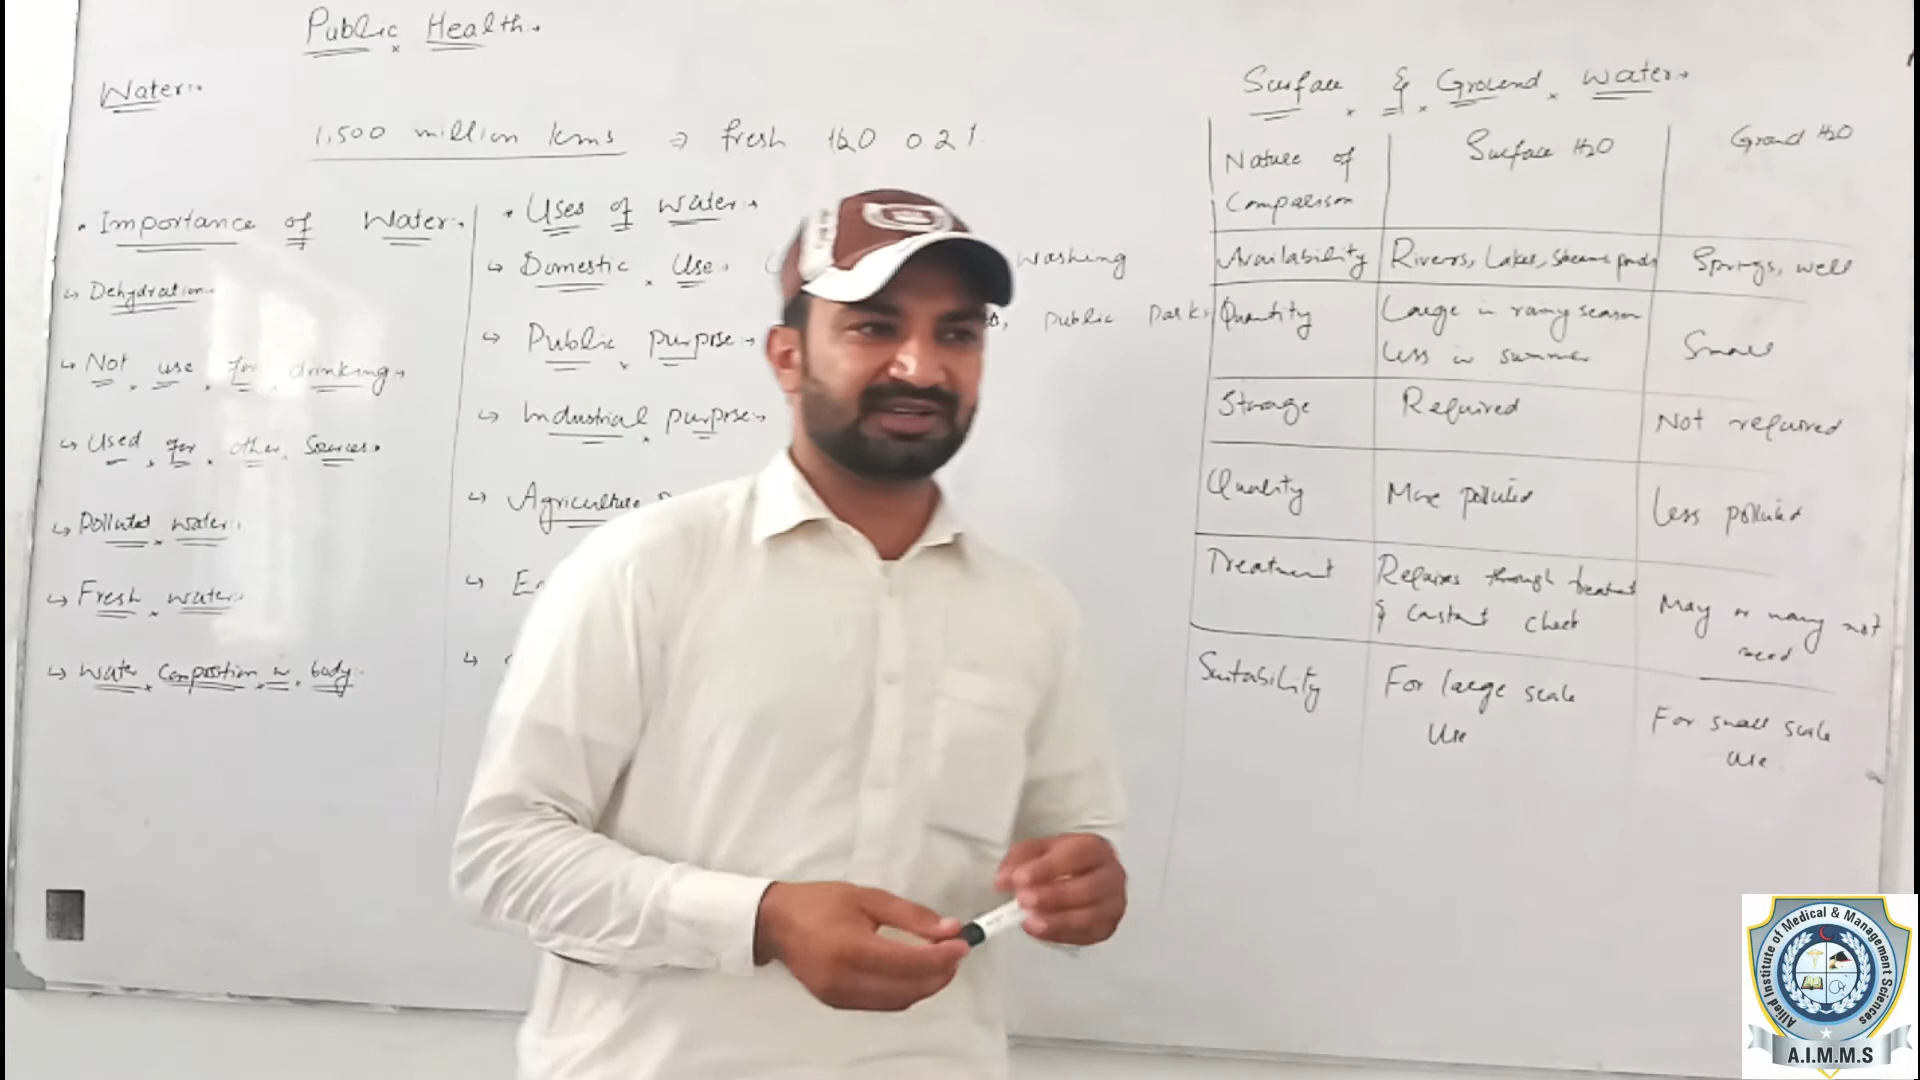 Public Health
Water:
1,500 million kms ⇒ fresh H2O 0.2%
• Importance of Water:
↳ Dehydration
↳ Not use for drinking
↳ Used for other Sources
↳ Polluted water
↳ Fresh water
↳ Water Composition in body
• Uses of water:
↳ Domestic Use
washing
↳ Public purpose
, public Park
↳ Industrial purpose
↳ Agriculture
Surface & Ground water
Nature of Comparison
Surface H2O
Ground H2O
Availability
Rivers, Lakes, Streams, ponds
Springs, well
Quantity
Large in rainy season
less in summer
Small
Storage
Required
Not required
Quality
More polluted
Less polluted
Treatment
Requires through treatment
& Constant check
May or many not
need
Suitability
For large scale
Use
For small scale
use
Allied Institute of Medical & Management Sciences
A.I.M.M.S